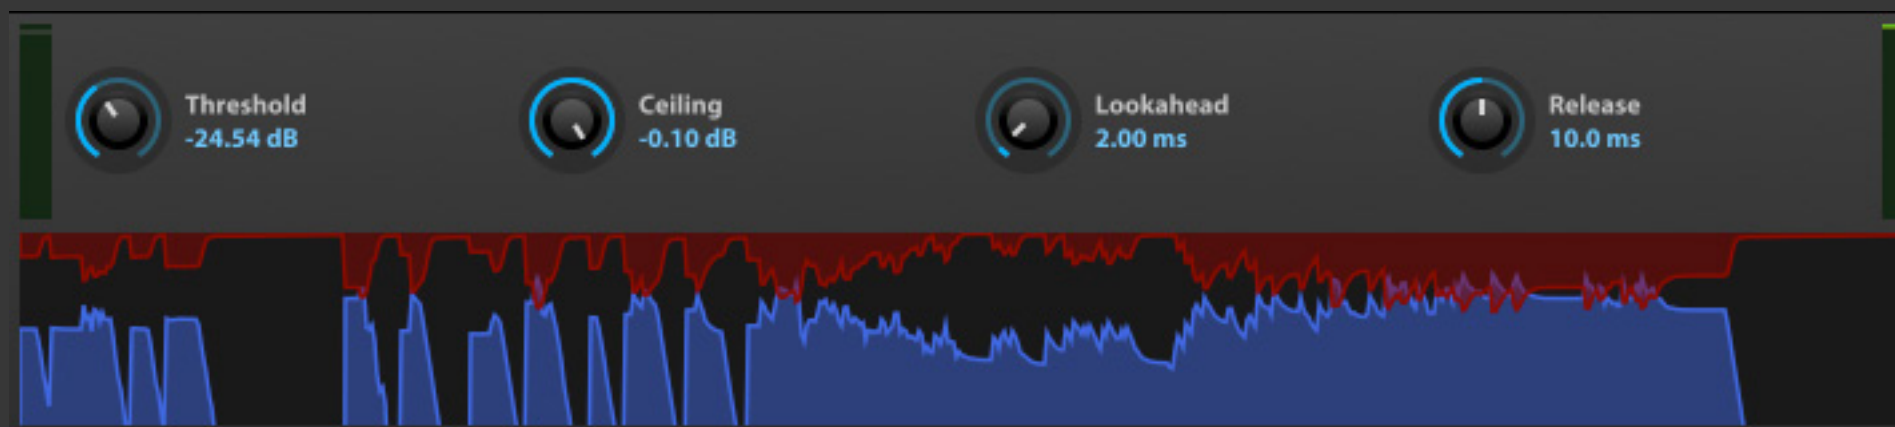 Threshold
-24.54 dB
Ceiling
-0.10 dB
Lookahead
2.00 ms
Release
10.0 ms